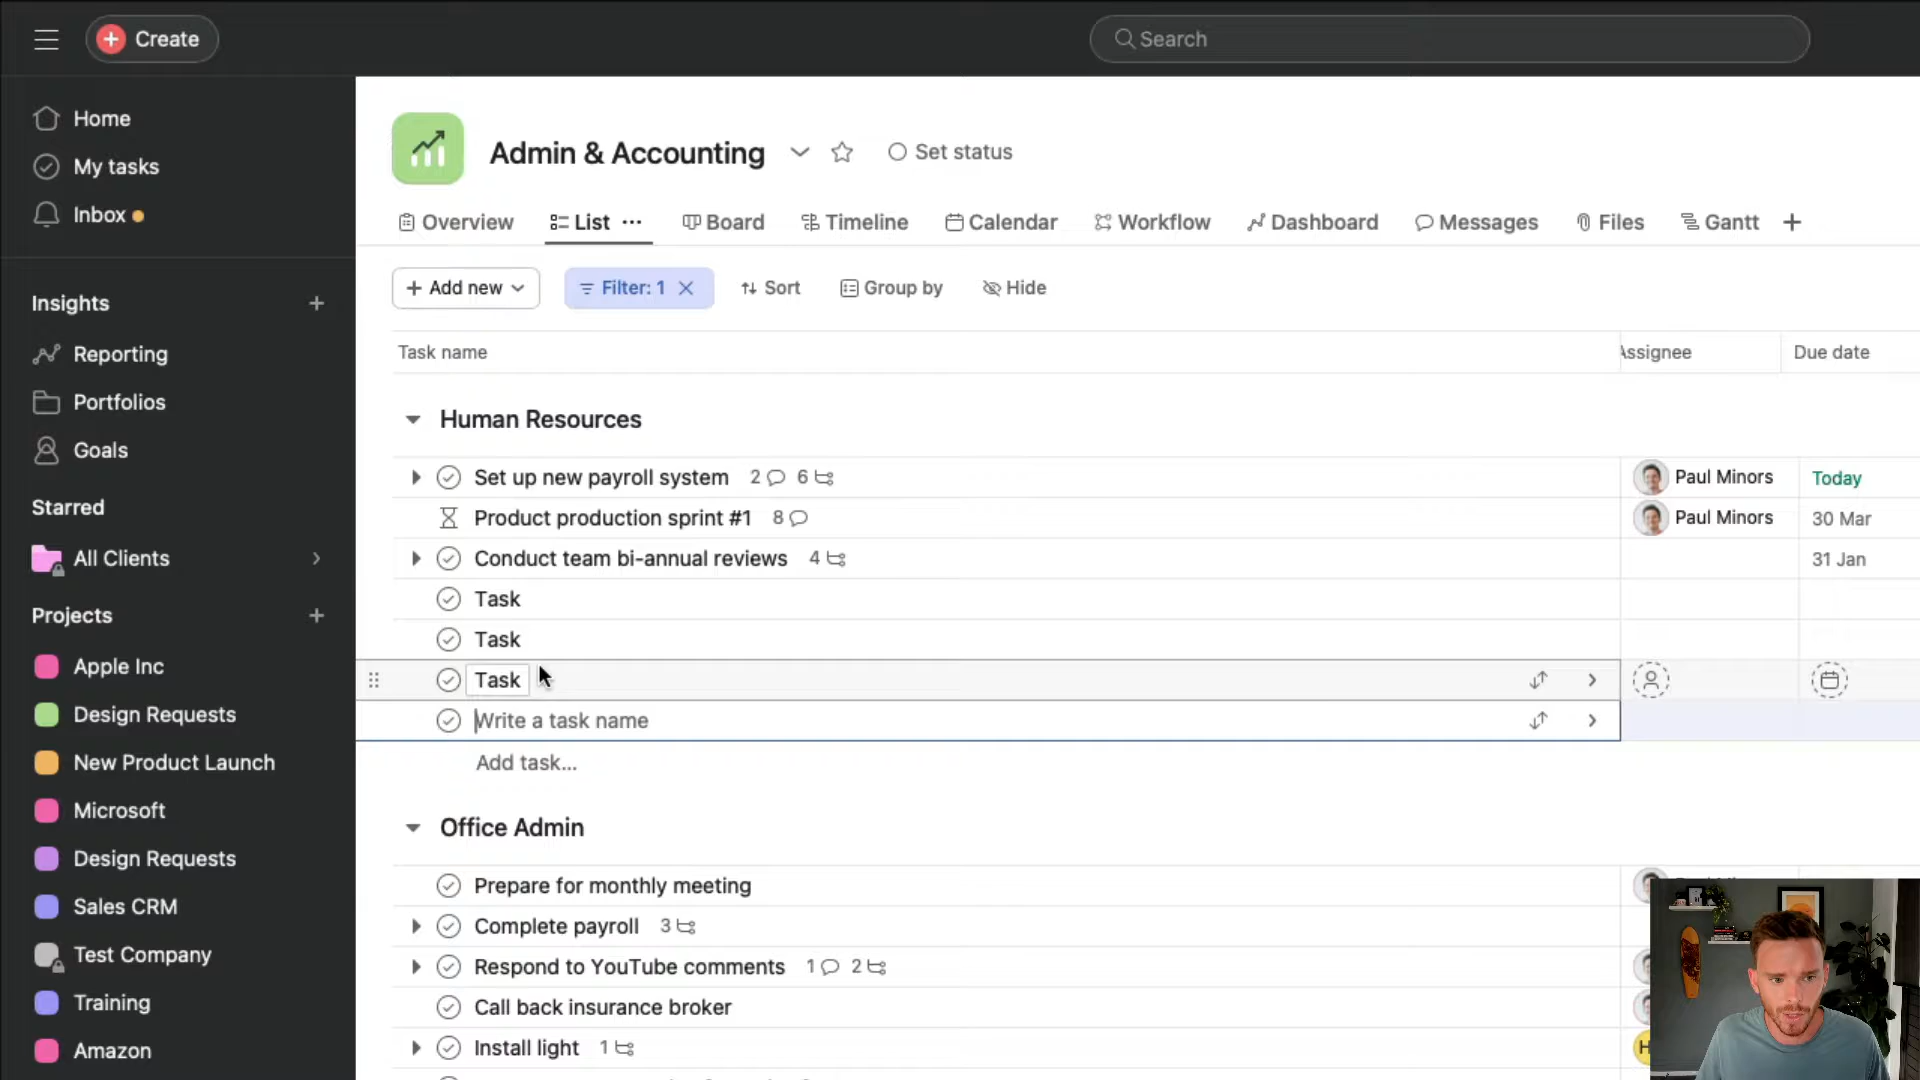 Create
Search
Home
My tasks
Inbox
Insights
Reporting
Portfolios
Goals
Starred
All Clients
Projects
Apple Inc
Design Requests
New Product Launch
Microsoft
Design Requests
Sales CRM
Test Company
Training
Amazon
Admin & Accounting
Set status
Overview List Board Timeline Calendar Workflow Dashboard Messages Files Gantt
Add new Filter: 1 Sort Group by Hide
Task name Assignee Due date
Human Resources
Set up new payroll system 2 6 Paul Minors Today
Product production sprint #1 8 Paul Minors 30 Mar
Conduct team bi-annual reviews 4 31 Jan
Task
Task
Task
Write a task name
Add task...
Office Admin
Prepare for monthly meeting
Complete payroll 3
Respond to YouTube comments 1 2
Call back insurance broker
Install light 1 H